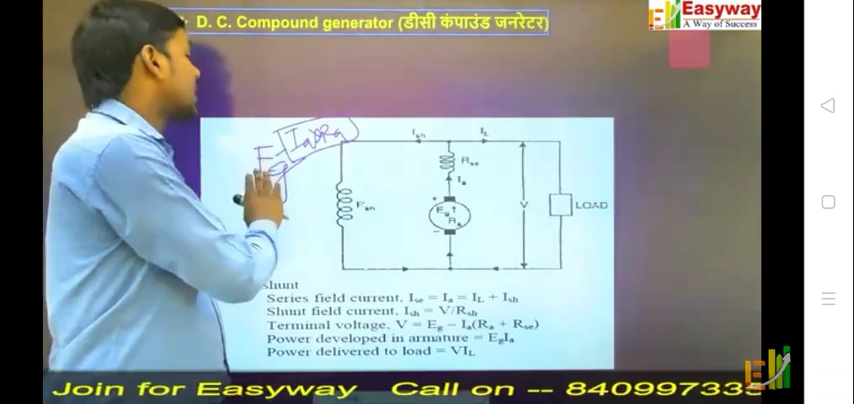 D. C. Compound generator (डीसी कंपाउंड जनरेटर)
Easyway
A Way of Success
Ish
IL
Rse
Ia
+
Eg↑
Ra
-
Rsh
V
LOAD
shunt
Series field current, Ise = Ia = IL + Ish
Shunt field current, Ish = V/Rsh
Terminal voltage, V = Eg − Ia(Ra + Rse)
Power developed in armature = EgIa
Power delivered to load = VIL
Join for Easyway Call on -- 840997335